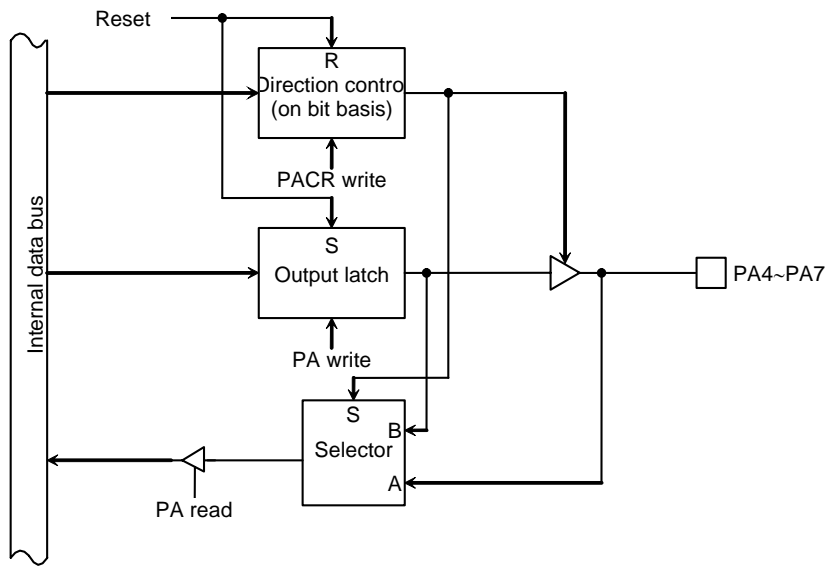 Reset
R
Direction contro
(on bit basis)
PACR write
Internal data bus
S
Output latch
PA4~PA7
PA write
S
B
Selector
A
PA read